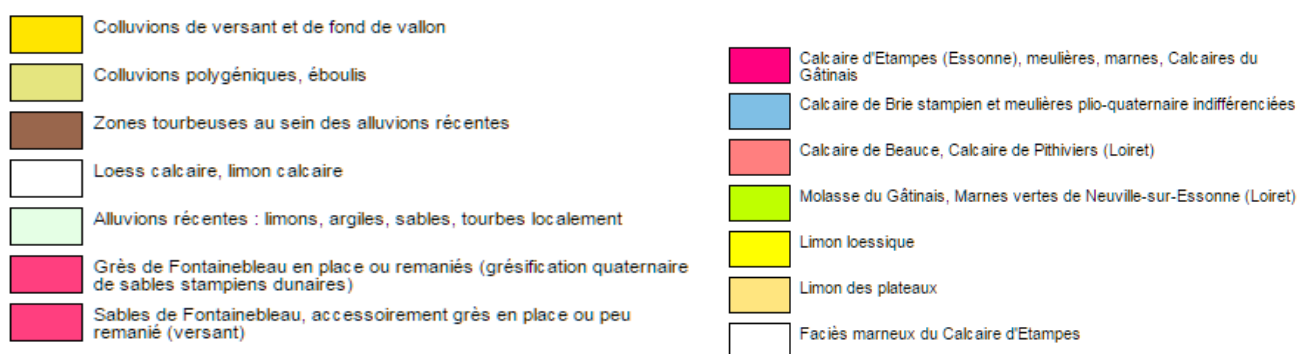 Colluvions de versant et de fond de vallon
Colluvions polygéniques, éboulis
Zones tourbeuses au sein des alluvions récentes
Loess calcaire, limon calcaire
Alluvions récentes : limons, argiles, sables, tourbes localement
Grès de Fontainebleau en place ou remaniés (grésification quaternaire
de sables stampiens dunaires)
Sables de Fontainebleau, accessoirement grès en place ou peu
remanié (versant)
Calcaire d'Etampes (Essonne), meulières, marnes, Calcaires du
Gâtinais
Calcaire de Brie stampien et meulières plio-quaternaire indifférenciées
Calcaire de Beauce, Calcaire de Pithiviers (Loiret)
Molasse du Gâtinais, Marnes vertes de Neuville-sur-Essonne (Loiret)
Limon loessique
Limon des plateaux
Faciès marneux du Calcaire d'Etampes